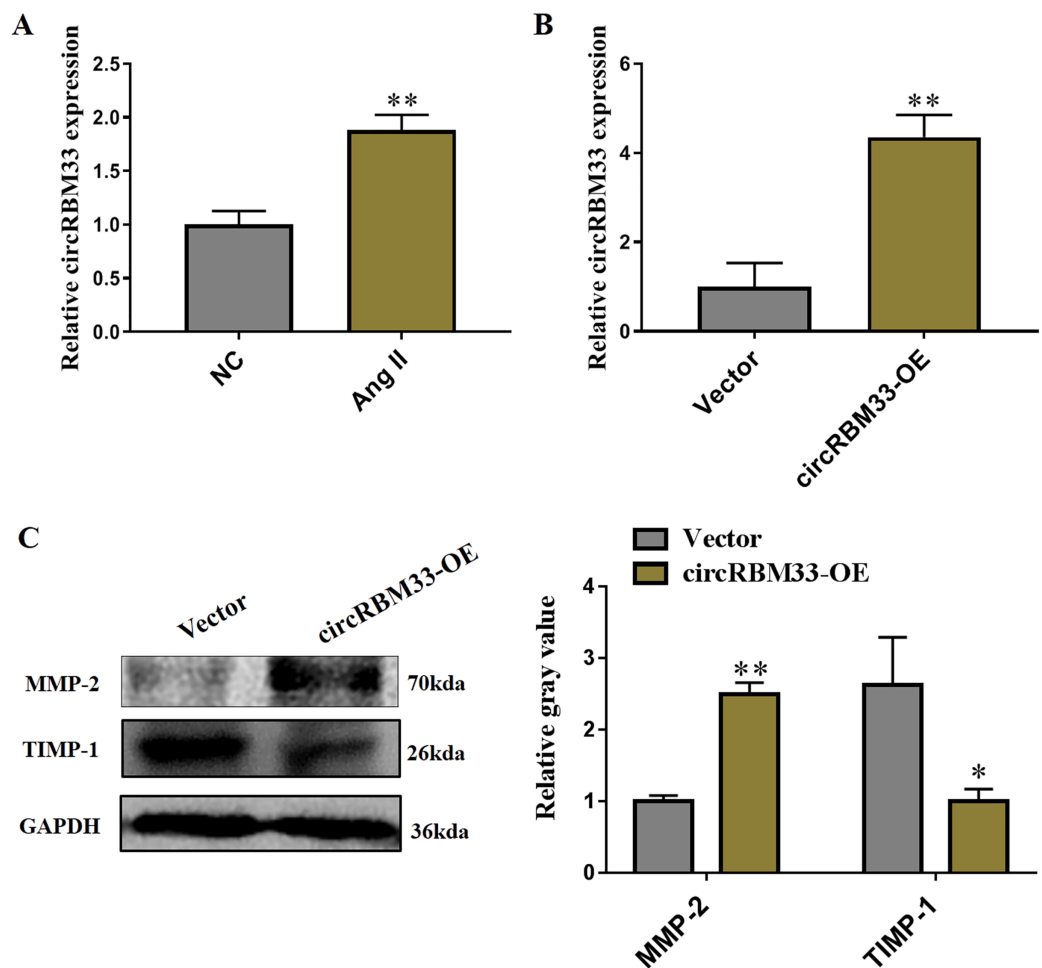 A
Relative circRBM33 expression
2.5
2.0
1.5
1.0
0.5
0.0
**
NC
Ang II
B
Relative circRBM33 expression
6
4
2
0
**
Vector
circRBM33-OE
C
Vector
circRBM33-OE
MMP-2
70kda
TIMP-1
26kda
GAPDH
36kda
Vector
circRBM33-OE
Relative gray value
4
3
2
1
0
**
*
MMP-2
TIMP-1